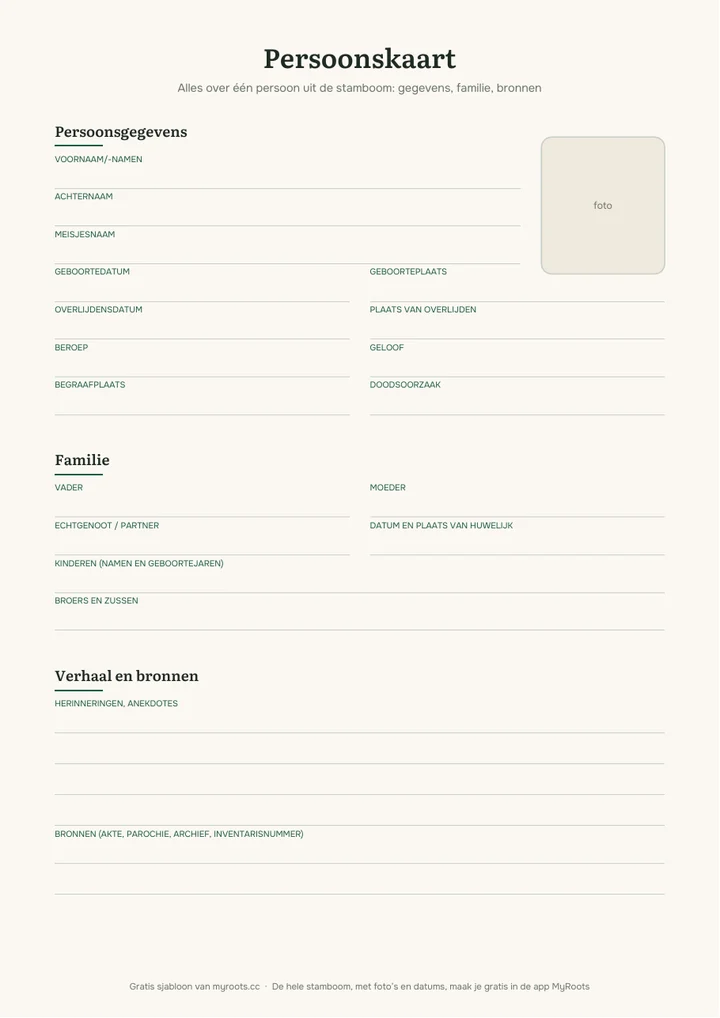 Persoonskaart
Alles over één persoon uit de stamboom: gegevens, familie, bronnen
Persoonsgegevens
VOORNAAM/-NAMEN
foto
ACHTERNAAM
MEISJESNAAM
GEBOORTEDATUM GEBOORTEPLAATS
OVERLIJDENSDATUM PLAATS VAN OVERLIJDEN
BEROEP GELOOF
BEGRAAFPLAATS DOODSOORZAAK
Familie
VADER MOEDER
ECHTGENOOT / PARTNER DATUM EN PLAATS VAN HUWELIJK
KINDEREN (NAMEN EN GEBOORTEJAREN)
BROERS EN ZUSSEN
Verhaal en bronnen
HERINNERINGEN, ANEKDOTES
BRONNEN (AKTE, PAROCHIE, ARCHIEF, INVENTARISNUMMER)
Gratis sjabloon van myroots.cc · De hele stamboom, met foto's en datums, maak je gratis in de app MyRoots